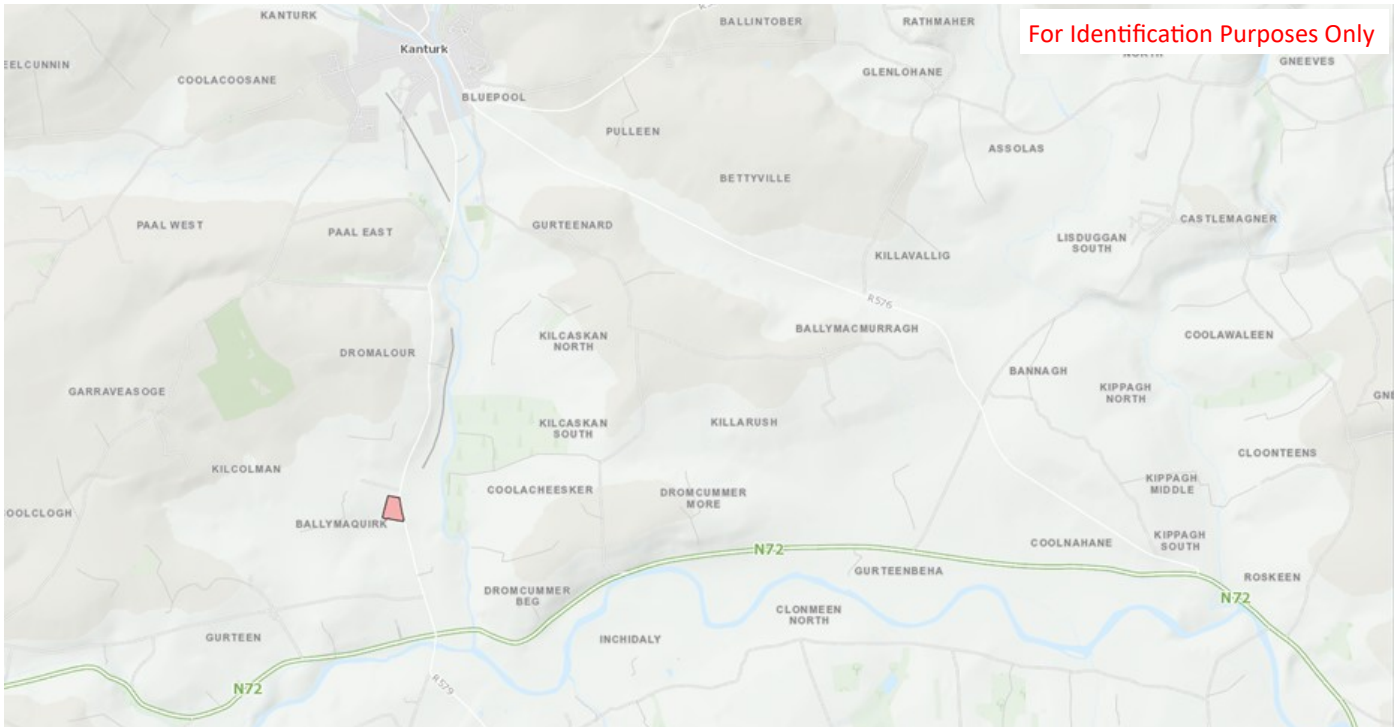 KANTURK
BALLINTOBER
RATHMAHER
For Identification Purposes Only
Kanturk
GNEEVES
EELCUNNIN
COOLACOOSANE
GLENLOHANE
BLUEPOOL
PULLEEN
ASSOLAS
BETTYVILLE
PAAL WEST
PAAL EAST
GURTEENARD
CASTLEMAGNER
LISDUGGAN
SOUTH
KILLAVALLIG
R576
BALLYMACMURRAGH
KILCASKAN
NORTH
COOLAWALEEN
DROMALOUR
BANNAGH
GARRAVEASOGE
KIPPAGH
NORTH
GNE
KILCASKAN
SOUTH
KILLARUSH
CLOONTEENS
KILCOLMAN
KIPPAGH
MIDDLE
COOLACHEESKER
DROMCUMMER
MORE
OOLCLOGH
BALLYMAQUIRK
COOLNAHANE
KIPPAGH
SOUTH
N72
GURTEENBEHA
ROSKEEN
DROMCUMMER
BEG
N72
CLONMEEN
NORTH
GURTEEN
INCHIDALY
N72
R579